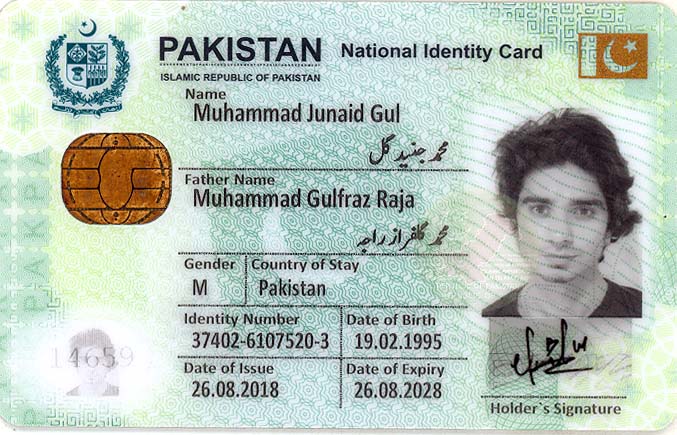 PAKISTAN National Identity Card
ISLAMIC REPUBLIC OF PAKISTAN
Name
Muhammad Junaid Gul
محمد جنید گل
Father Name
Muhammad Gulfraz Raja
محمد گلفراز راجہ
Gender Country of Stay
M Pakistan
Identity Number Date of Birth
37402-6107520-3 19.02.1995
Date of Issue Date of Expiry
26.08.2018 26.08.2028
14659
Holder's Signature